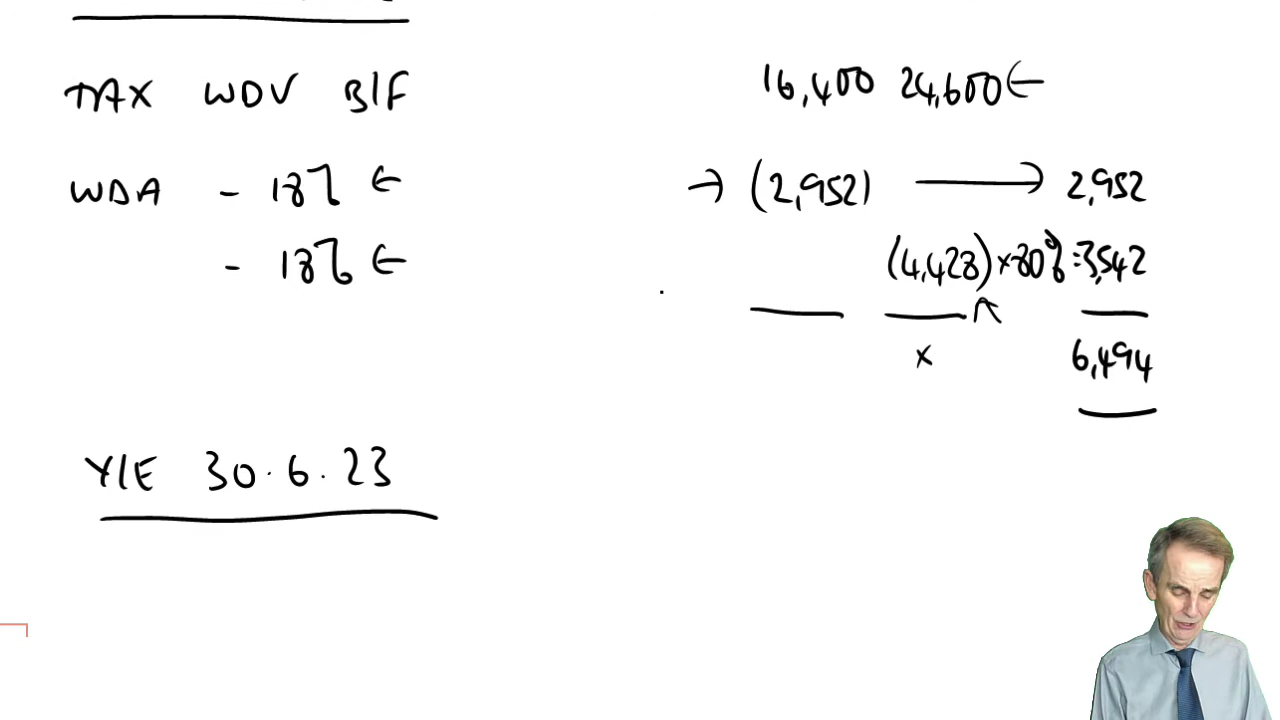 TAX WDV B/F 16,400 24,600 ←
WDA - 18% ← → (2,952) → 2,952
- 18% ← (4,428) × 80% = 3,542
x 6,494
Y/E 30.6.23